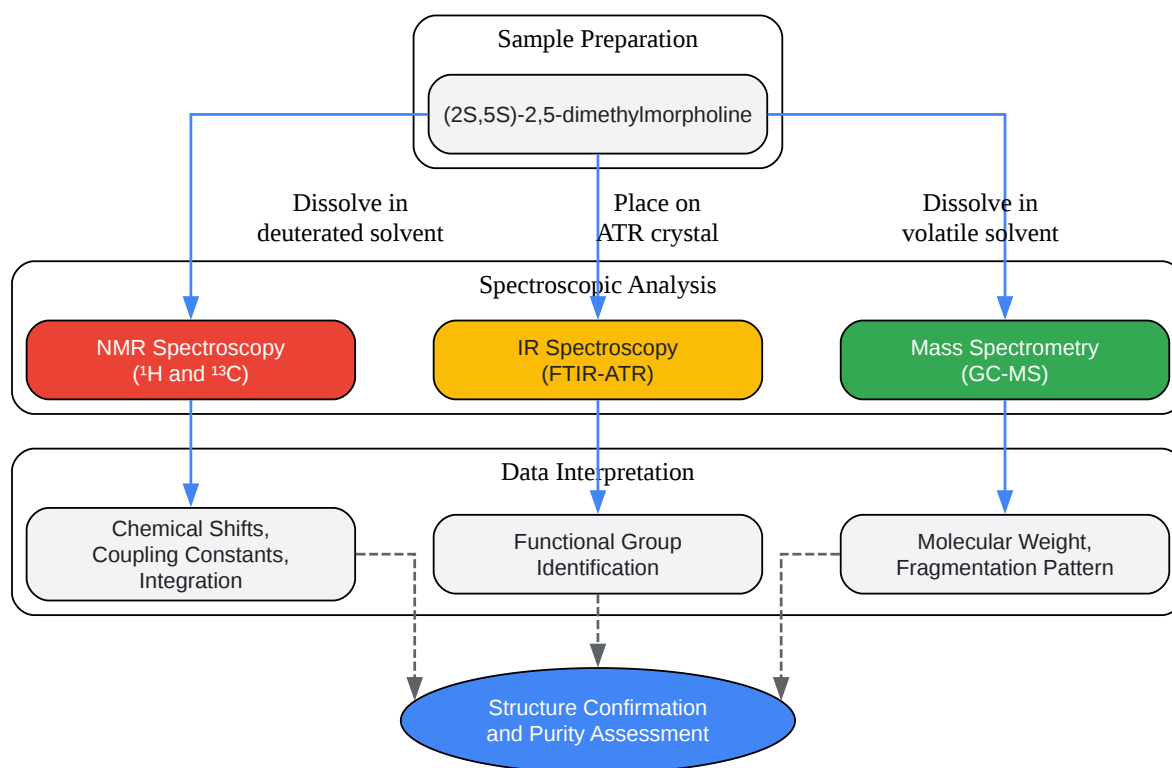 Sample Preparation
(2S,5S)-2,5-dimethylmorpholine
Dissolve in
deuterated solvent
Place on
ATR crystal
Dissolve in
volatile solvent
Spectroscopic Analysis
NMR Spectroscopy
(¹H and ¹³C)
IR Spectroscopy
(FTIR-ATR)
Mass Spectrometry
(GC-MS)
Data Interpretation
Chemical Shifts,
Coupling Constants,
Integration
Functional Group
Identification
Molecular Weight,
Fragmentation Pattern
Structure Confirmation
and Purity Assessment